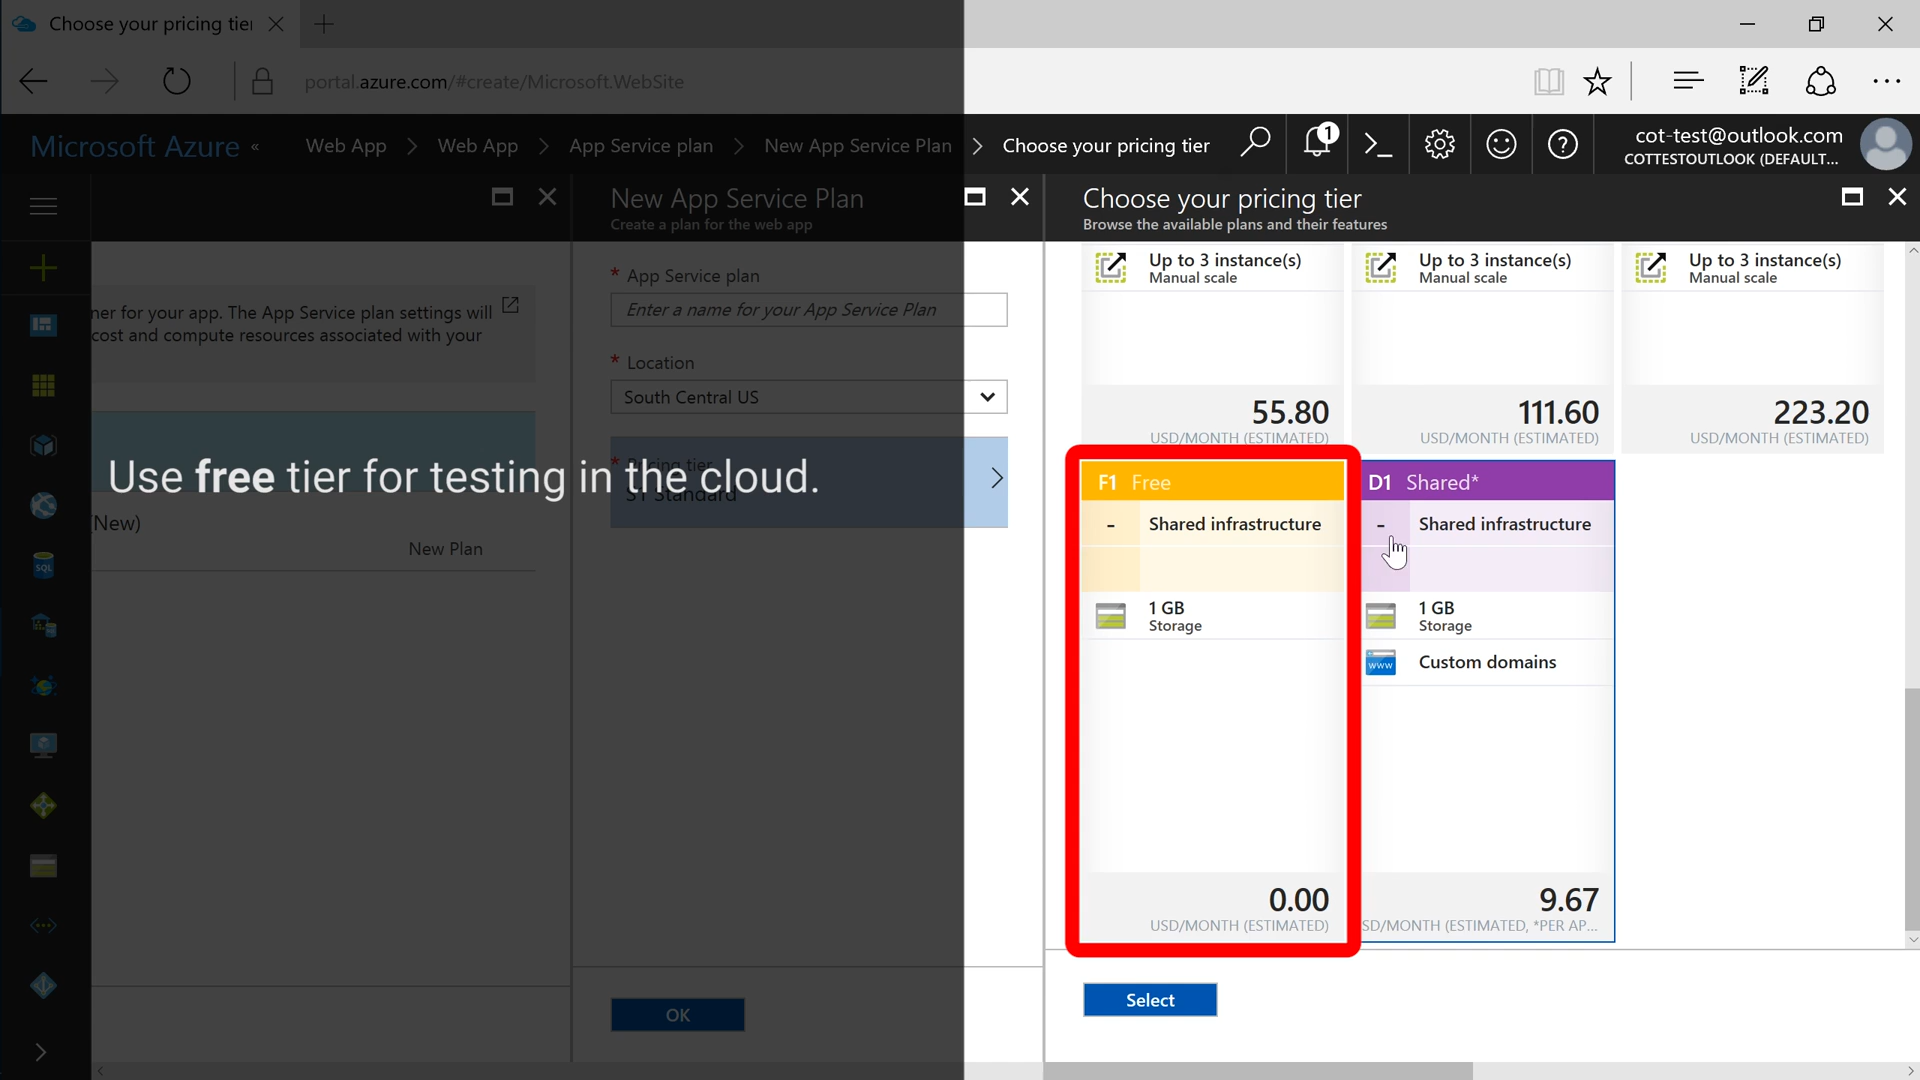 Choose your pricing tier
portal.azure.com/#create/Microsoft.WebSite
Microsoft Azure «
Web App > Web App > App Service plan > New App Service Plan > Choose your pricing tier
1
cot-test@outlook.com
COTTESTOUTLOOK (DEFAULT...
New App Service Plan
Create a plan for the web app
Choose your pricing tier
Browse the available plans and their features
ner for your app. The App Service plan settings will
cost and compute resources associated with your
(New)
New Plan
* App Service plan
Enter a name for your App Service Plan
* Location
South Central US
* Pricing tier
S1 Standard
Use free tier for testing in the cloud.
OK
SQL
Up to 3 instance(s)
Manual scale
55.80
USD/MONTH (ESTIMATED)
Up to 3 instance(s)
Manual scale
111.60
USD/MONTH (ESTIMATED)
Up to 3 instance(s)
Manual scale
223.20
USD/MONTH (ESTIMATED)
F1 Free
- Shared infrastructure
1 GB
Storage
0.00
USD/MONTH (ESTIMATED)
D1 Shared*
- Shared infrastructure
1 GB
Storage
www Custom domains
9.67
SD/MONTH (ESTIMATED, *PER AP...
Select